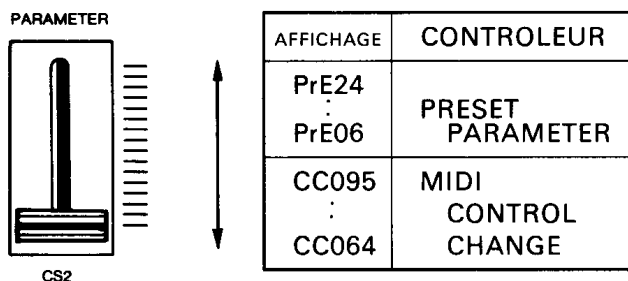 PARAMETER
CS2
AFFICHAGE CONTROLEUR
PrE24
:
PrE06
PRESET
PARAMETER
CC095
:
CC064
MIDI
CONTROL
CHANGE